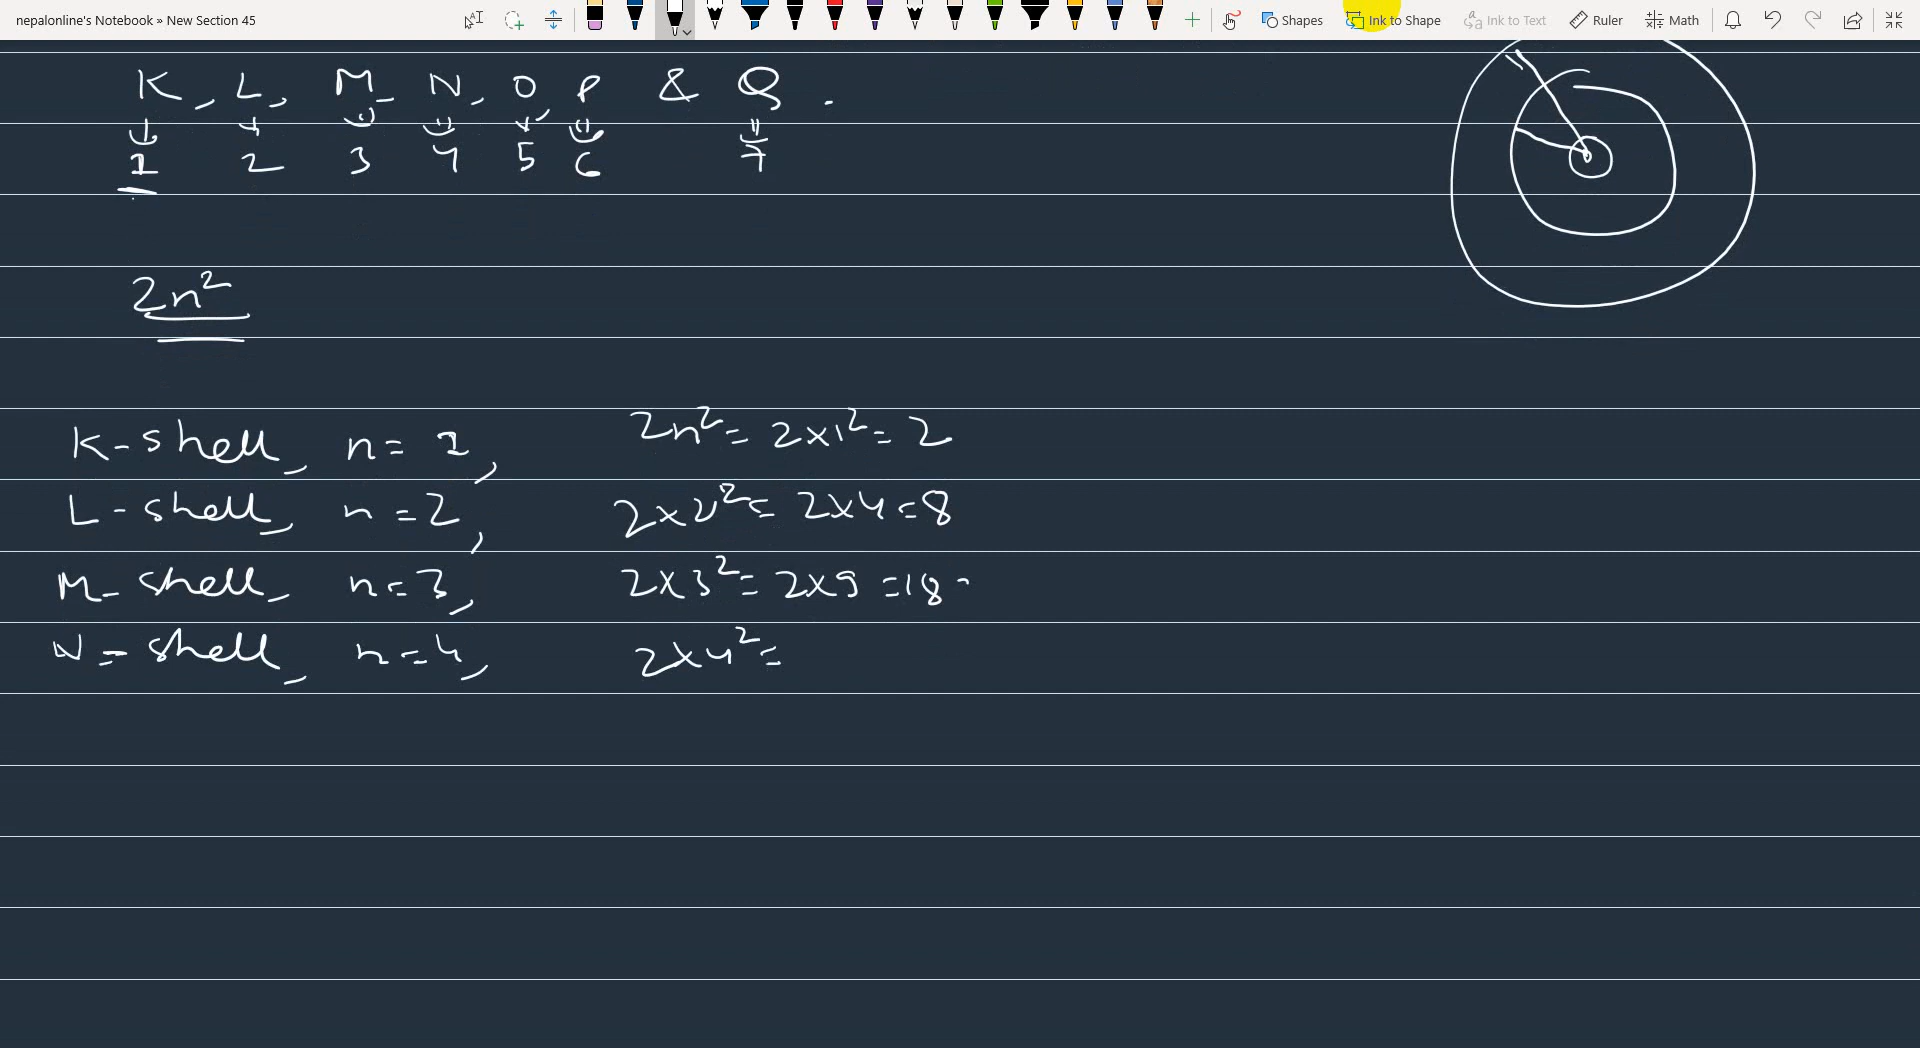 nepalonline's Notebook » New Section 45
Shapes
Ink to Shape
Ink to Text
Ruler
Math
K, L, M, N, O, P & Q.
1 2 3 4 5 6 7
2n²
K-shell, n=1, 2n²= 2×1²= 2
L-shell, n=2, 2×2²= 2×4=8
M-shell, n=3, 2×3²= 2×9=18
N-shell, n=4, 2×4²=